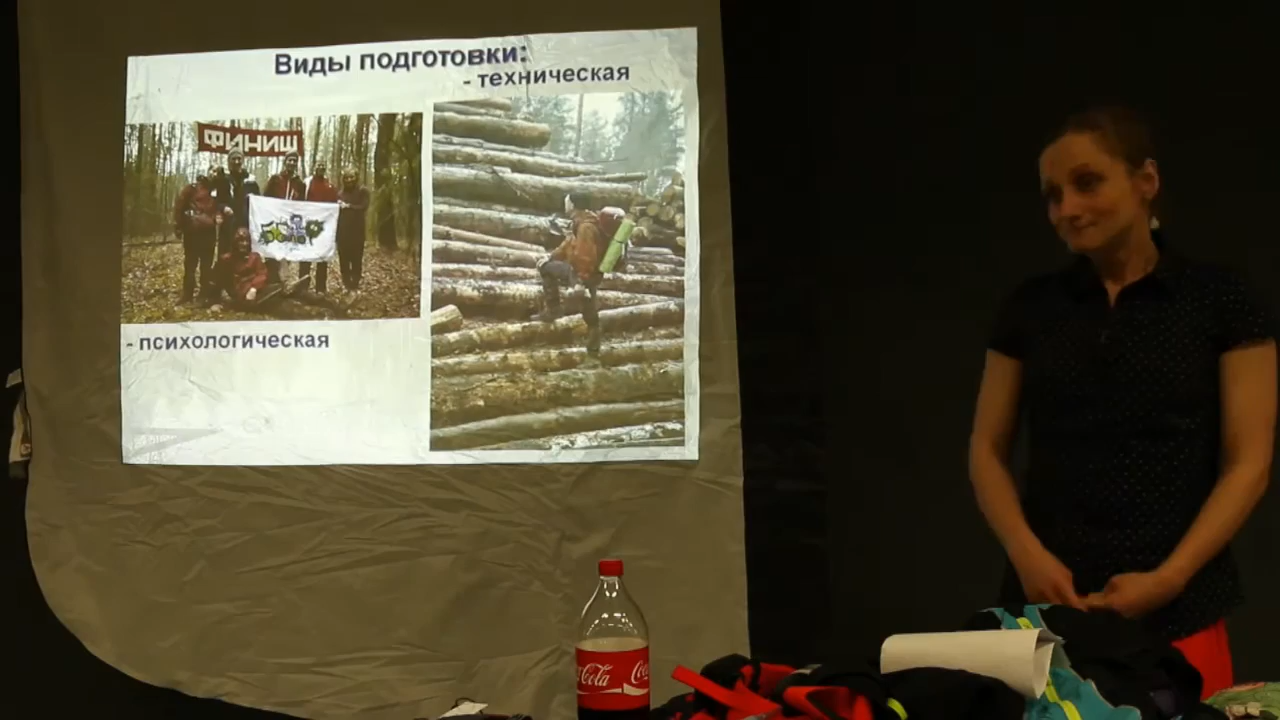 Виды подготовки:
- техническая
ФИНИШ
- психологическая
Cola
Coca